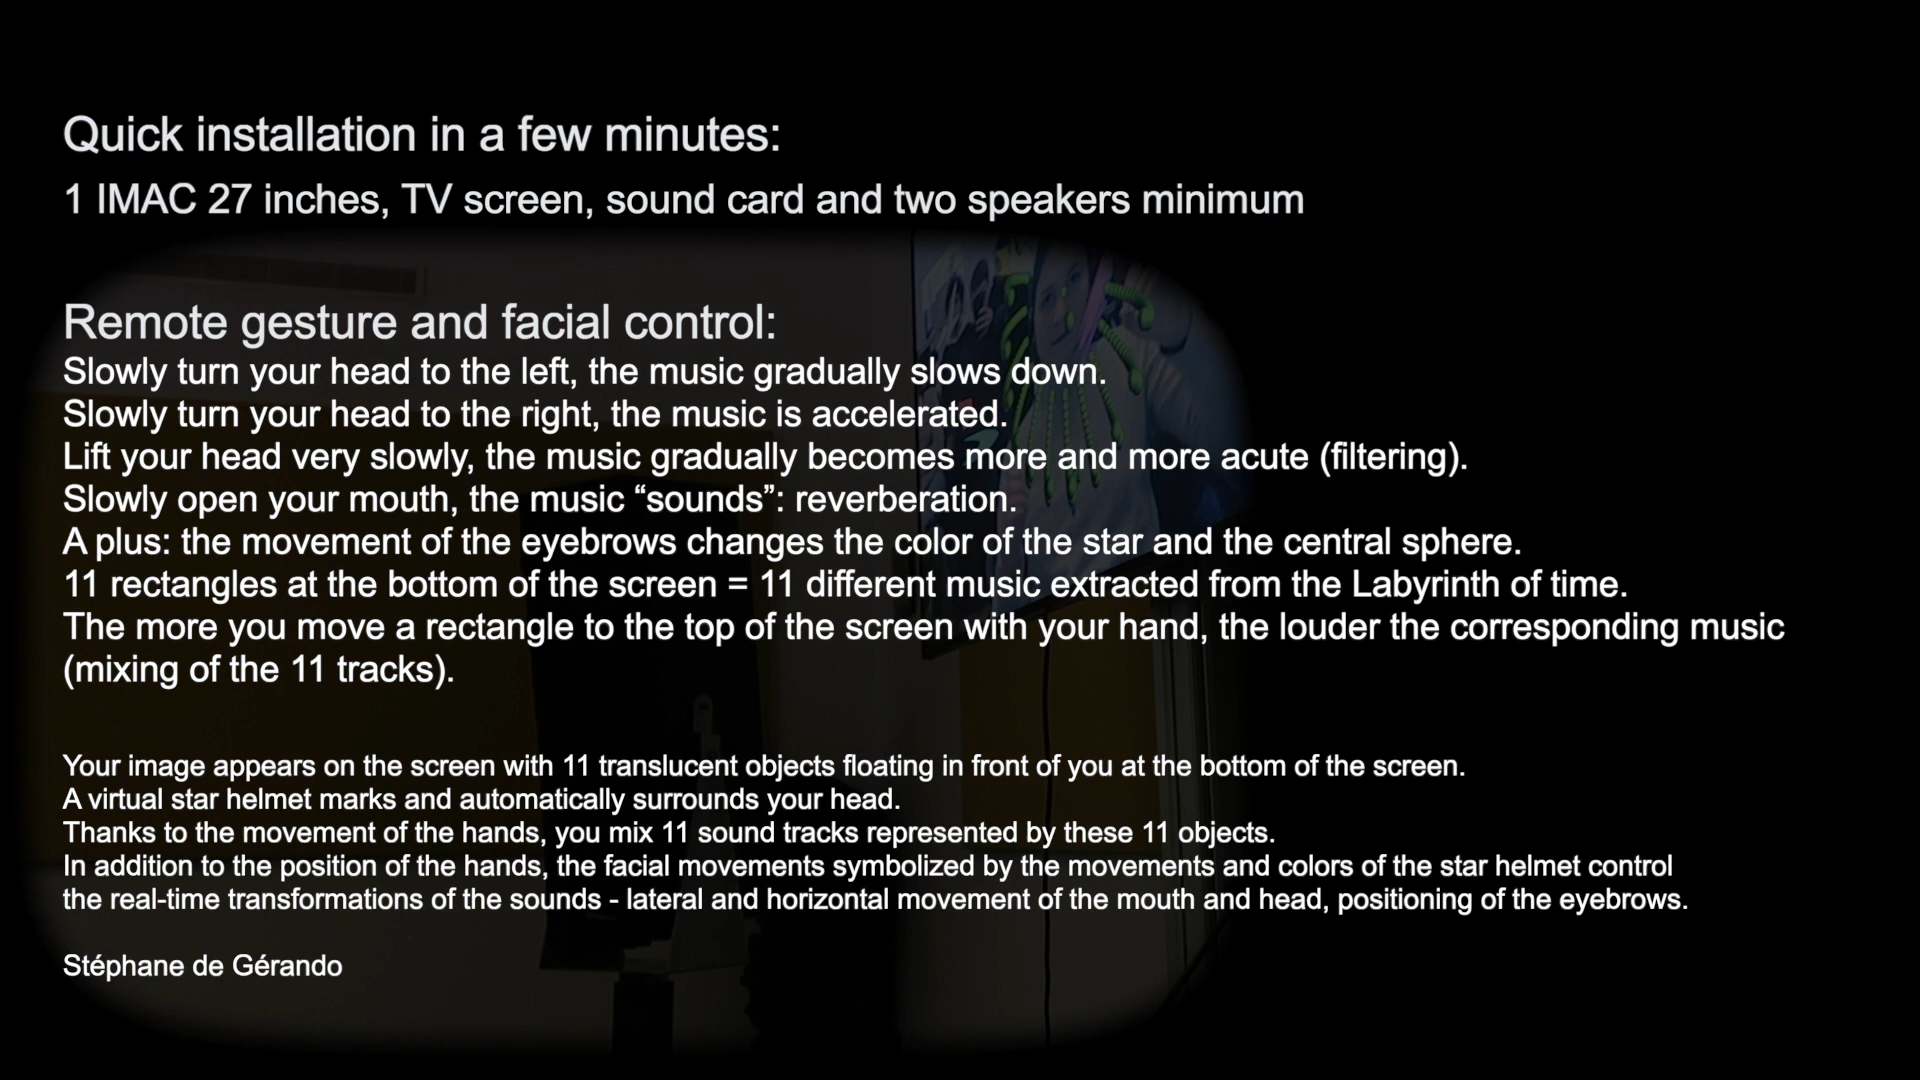 Quick installation in a few minutes:
1 IMAC 27 inches, TV screen, sound card and two speakers minimum
Remote gesture and facial control:
Slowly turn your head to the left, the music gradually slows down.
Slowly turn your head to the right, the music is accelerated.
Lift your head very slowly, the music gradually becomes more and more acute (filtering).
Slowly open your mouth, the music “sounds”: reverberation.
A plus: the movement of the eyebrows changes the color of the star and the central sphere.
11 rectangles at the bottom of the screen = 11 different music extracted from the Labyrinth of time.
The more you move a rectangle to the top of the screen with your hand, the louder the corresponding music
(mixing of the 11 tracks).
Your image appears on the screen with 11 translucent objects floating in front of you at the bottom of the screen.
A virtual star helmet marks and automatically surrounds your head.
Thanks to the movement of the hands, you mix 11 sound tracks represented by these 11 objects.
In addition to the position of the hands, the facial movements symbolized by the movements and colors of the star helmet control
the real-time transformations of the sounds - lateral and horizontal movement of the mouth and head, positioning of the eyebrows.
Stéphane de Gérando